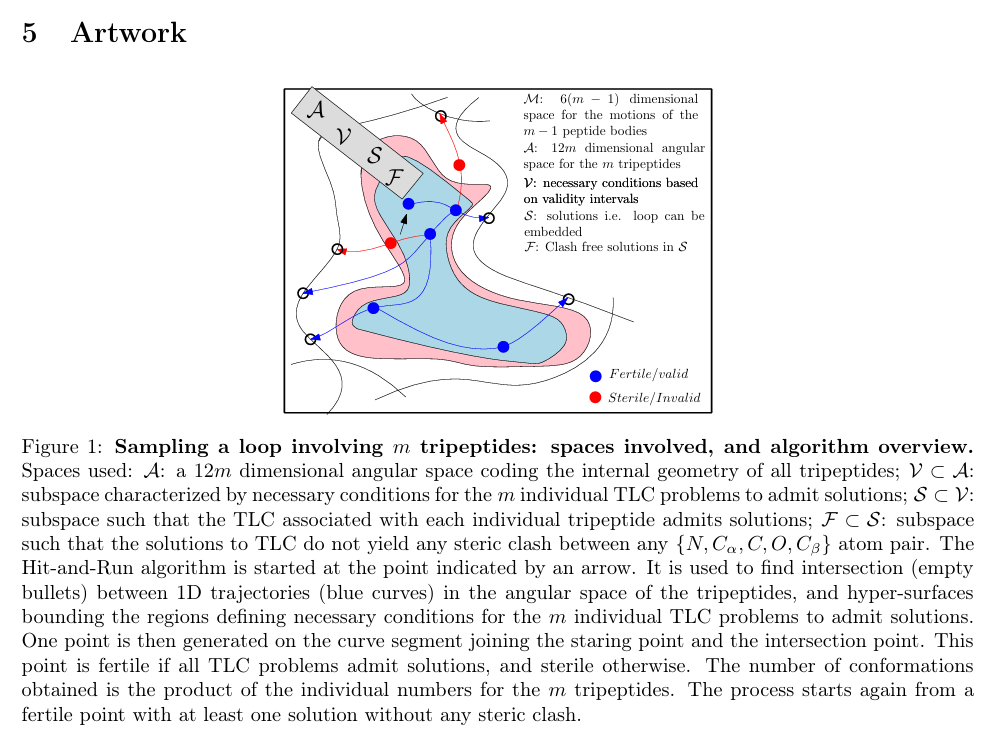 5 Artwork
𝒜
𝒱
𝒮
ℱ
ℳ: 6(m − 1) dimensional
space for the motions of the
m − 1 peptide bodies
𝒜: 12m dimensional angular
space for the m tripeptides
𝒱: necessary conditions based
on validity intervals
𝒮: solutions i.e. loop can be
embedded
ℱ: Clash free solutions in 𝒮
Fertile/valid
Sterile/Invalid
Figure 1: Sampling a loop involving m tripeptides: spaces involved, and algorithm overview.
Spaces used: 𝒜: a 12m dimensional angular space coding the internal geometry of all tripeptides; 𝒱 ⊂ 𝒜:
subspace characterized by necessary conditions for the m individual TLC problems to admit solutions; 𝒮 ⊂ 𝒱:
subspace such that the TLC associated with each individual tripeptide admits solutions; ℱ ⊂ 𝒮: subspace
such that the solutions to TLC do not yield any steric clash between any {N, Cα, C, O, Cβ} atom pair. The
Hit-and-Run algorithm is started at the point indicated by an arrow. It is used to find intersection (empty
bullets) between 1D trajectories (blue curves) in the angular space of the tripeptides, and hyper-surfaces
bounding the regions defining necessary conditions for the m individual TLC problems to admit solutions.
One point is then generated on the curve segment joining the staring point and the intersection point. This
point is fertile if all TLC problems admit solutions, and sterile otherwise. The number of conformations
obtained is the product of the individual numbers for the m tripeptides. The process starts again from a
fertile point with at least one solution without any steric clash.